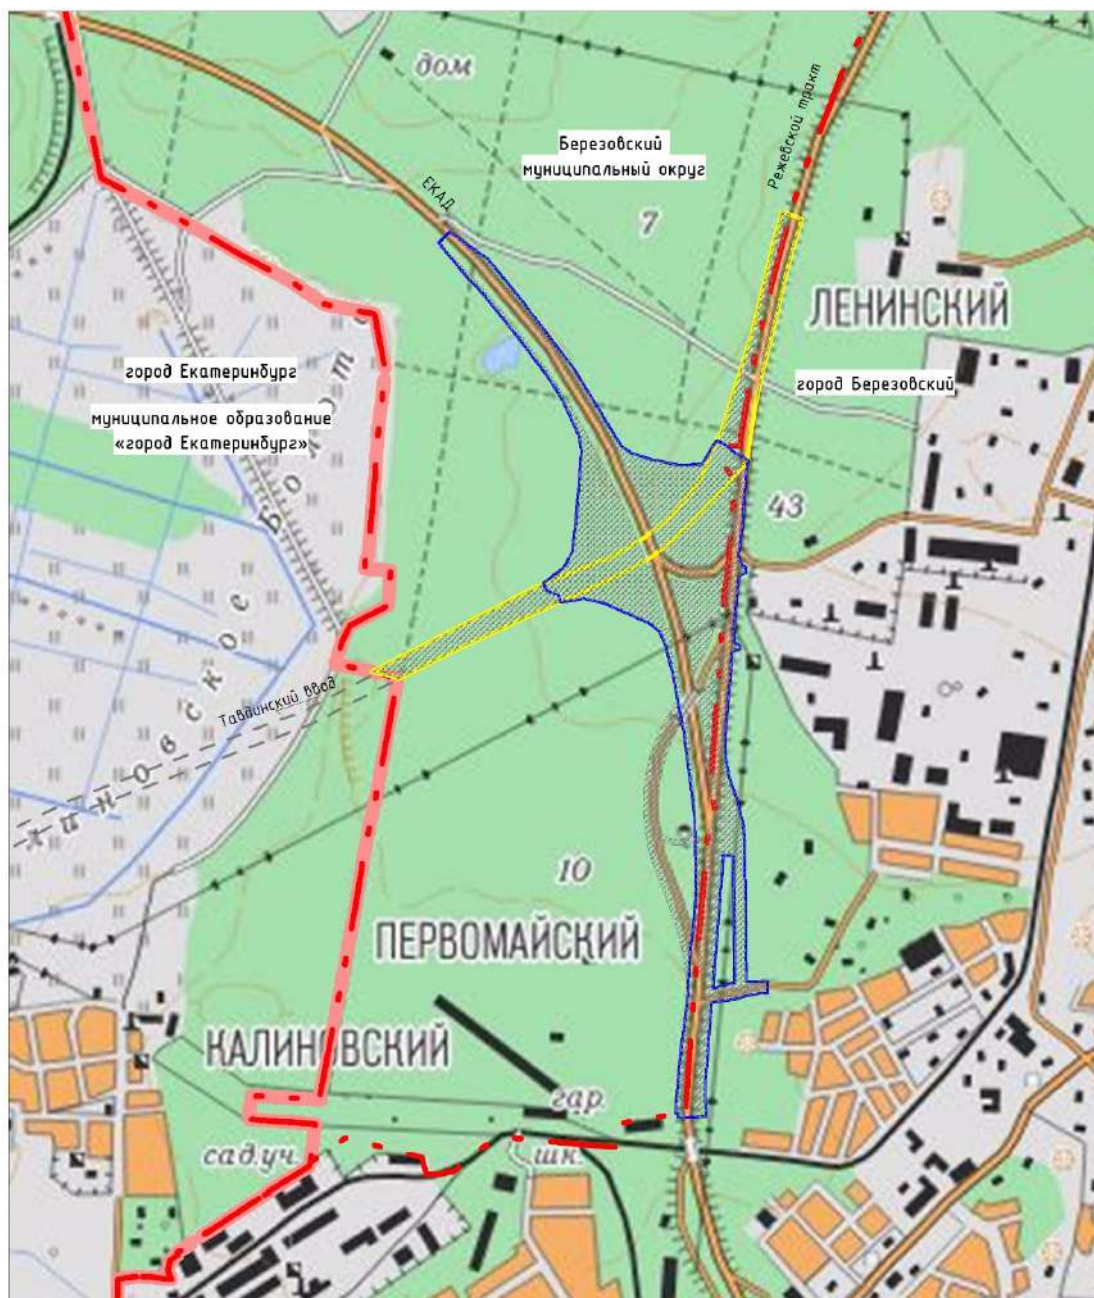 дом
Режевской тракт
Березовский
муниципальный округ
ЕКАД
7
ЛЕНИНСКИЙ
город Екатеринбург
город Березовский
муниципальное образование
«город Екатеринбург»
болото
43
Тавдинский ввод
10
ПЕРВОМАЙСКИЙ
КАЛИНОВСКИЙ
гар.
сад.уч.
шк.